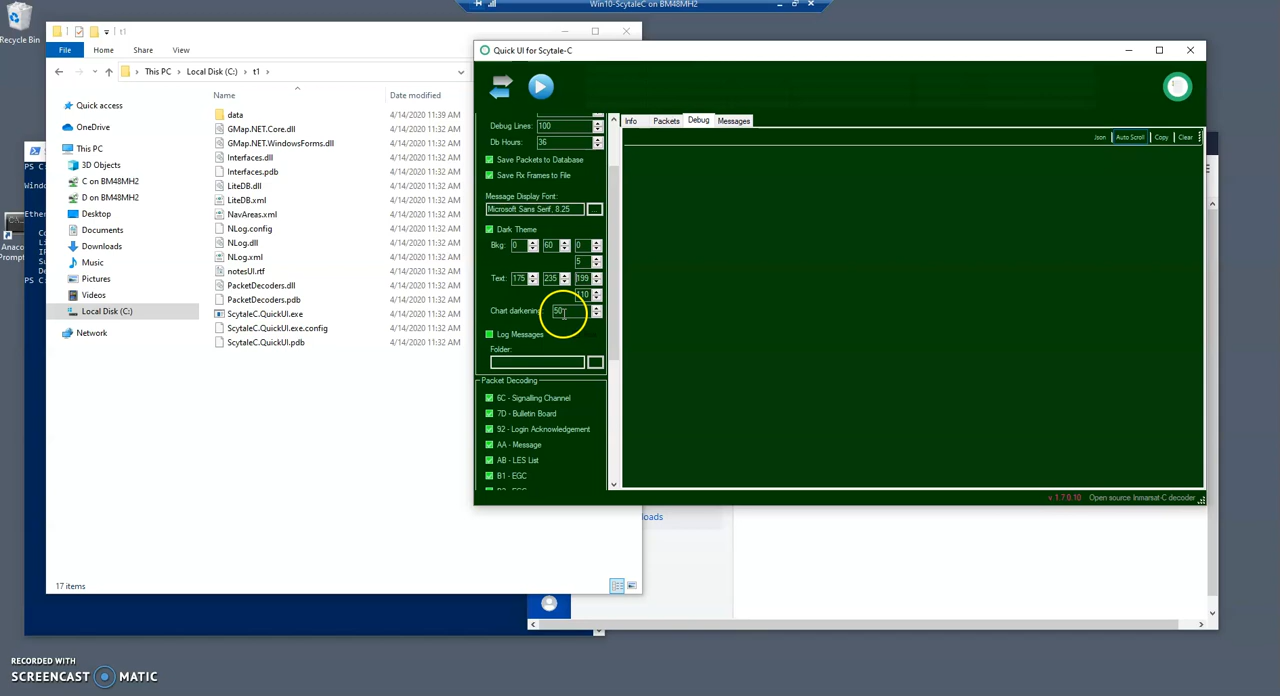 Win10-ScytaleC on BM48MH2
Recycle Bin
t1
File Home Share View
This PC > Local Disk (C:) > t1 >
Name Date modified
Quick access
OneDrive
This PC
3D Objects
C on BM48MH2
D on BM48MH2
Desktop
Documents
Downloads
Music
Pictures
Videos
Local Disk (C:)
Network
data 4/14/2020 11:39 AM
GMap.NET.Core.dll 4/14/2020 11:32 AM
GMap.NET.WindowsForms.dll 4/14/2020 11:32 AM
Interfaces.dll 4/14/2020 11:32 AM
Interfaces.pdb 4/14/2020 11:32 AM
LiteDB.dll 4/14/2020 11:32 AM
LiteDB.xml 4/14/2020 11:32 AM
NavAreas.xml 4/14/2020 11:32 AM
NLog.config 4/14/2020 11:32 AM
NLog.dll 4/14/2020 11:32 AM
NLog.xml 4/14/2020 11:32 AM
notesUI.rtf 4/14/2020 11:32 AM
PacketDecoders.dll 4/14/2020 11:32 AM
PacketDecoders.pdb 4/14/2020 11:32 AM
ScytaleC.QuickUI.exe 4/14/2020 11:32 AM
ScytaleC.QuickUI.exe.config 4/14/2020 11:32 AM
ScytaleC.QuickUI.pdb 4/14/2020 11:32 AM
17 items
PS C:
Windo
Ether
Co
Li
PS C:
Anaco
Prompt
Quick UI for Scytale-C
Debug Lines: 100
Db Hours: 36
Save Packets to Database
Save Rx Frames to File
Message Display Font:
Microsoft Sans Serif, 8.25 ...
Dark Theme
Bkg: 0 60 0
5
Text: 175 235 199
110
Chart darkening: 50
Log Messages
Folder:
Packet Decoding
6C - Signalling Channel
7D - Bulletin Board
92 - Login Acknowledgement
AA - Message
AB - LES List
B1 - EGC
Info Packets Debug Messages
Json Auto Scroll Copy Clear
v. 1.7.0.10 Open source Inmarsat-C decoder
loads
RECORDED WITH
SCREENCAST MATIC